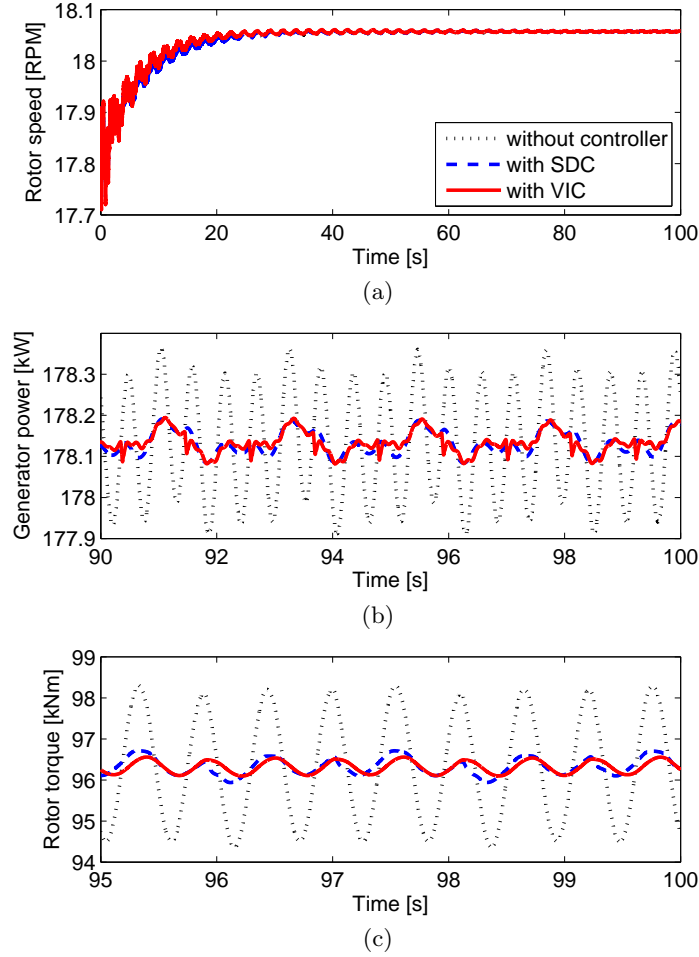 18.1
18
17.9
17.8
17.7
Rotor speed [RPM]
without controller
with SDC
with VIC
0 20 40 60 80 100
Time [s]
(a)
178.3
178.2
178.1
178
177.9
Generator power [kW]
90 92 94 96 98 100
Time [s]
(b)
99
98
97
96
95
94
Rotor torque [kNm]
95 96 97 98 99 100
Time [s]
(c)